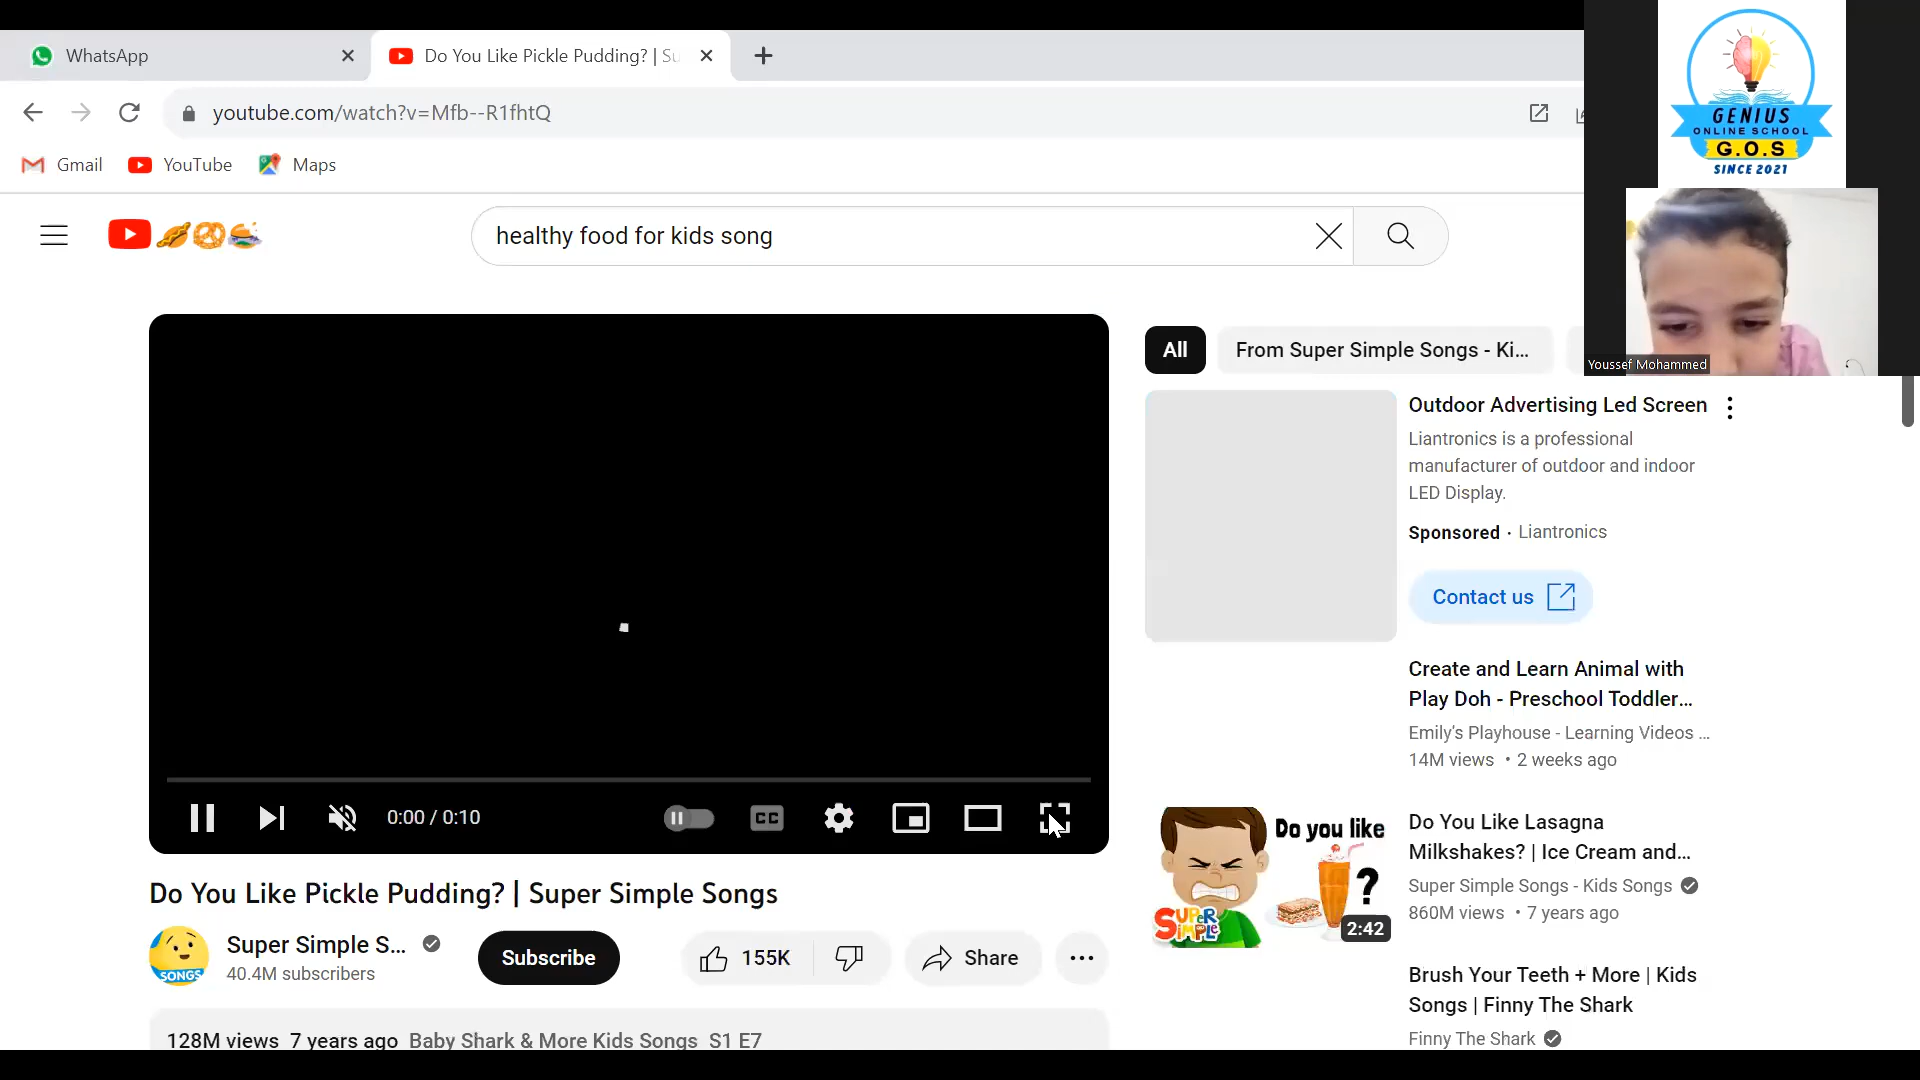 WhatsApp
Do You Like Pickle Pudding? | Su
youtube.com/watch?v=Mfb--R1fhtQ
Gmail
YouTube
Maps
GENIUS
ONLINE SCHOOL
G.O.S
SINCE 2021
healthy food for kids song
Youssef Mohammed
All
From Super Simple Songs - Ki...
Outdoor Advertising Led Screen
Liantronics is a professional
manufacturer of outdoor and indoor
LED Display.
Sponsored · Liantronics
Contact us
Create and Learn Animal with
Play Doh - Preschool Toddler...
Emily's Playhouse - Learning Videos ...
14M views • 2 weeks ago
0:00 / 0:10
CC
Do you like
?
SUPER
SIMPLE
2:42
Do You Like Lasagna
Milkshakes? | Ice Cream and...
Super Simple Songs - Kids Songs
860M views • 7 years ago
Do You Like Pickle Pudding? | Super Simple Songs
SONGS
Super Simple S...
40.4M subscribers
Subscribe
155K
Share
Brush Your Teeth + More | Kids
Songs | Finny The Shark
Finny The Shark
128M views 7 years ago Baby Shark & More Kids Songs S1 E7